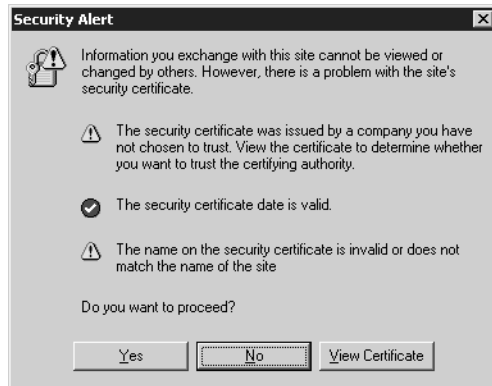 Security Alert
Information you exchange with this site cannot be viewed or
changed by others. However, there is a problem with the site's
security certificate.
The security certificate was issued by a company you have
not chosen to trust. View the certificate to determine whether
you want to trust the certifying authority.
The security certificate date is valid.
The name on the security certificate is invalid or does not
match the name of the site
Do you want to proceed?
Yes No View Certificate